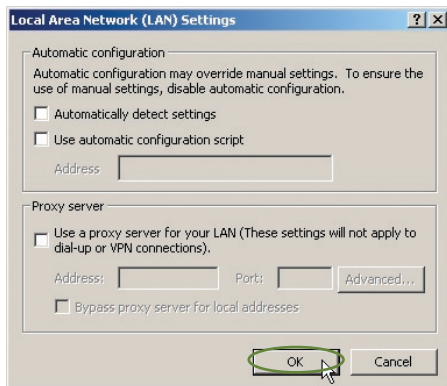 Local Area Network (LAN) Settings
Automatic configuration
Automatic configuration may override manual settings. To ensure the
use of manual settings, disable automatic configuration.
Automatically detect settings
Use automatic configuration script
Address
Proxy server
Use a proxy server for your LAN (These settings will not apply to
dial-up or VPN connections).
Address: Port: Advanced...
Bypass proxy server for local addresses
OK Cancel